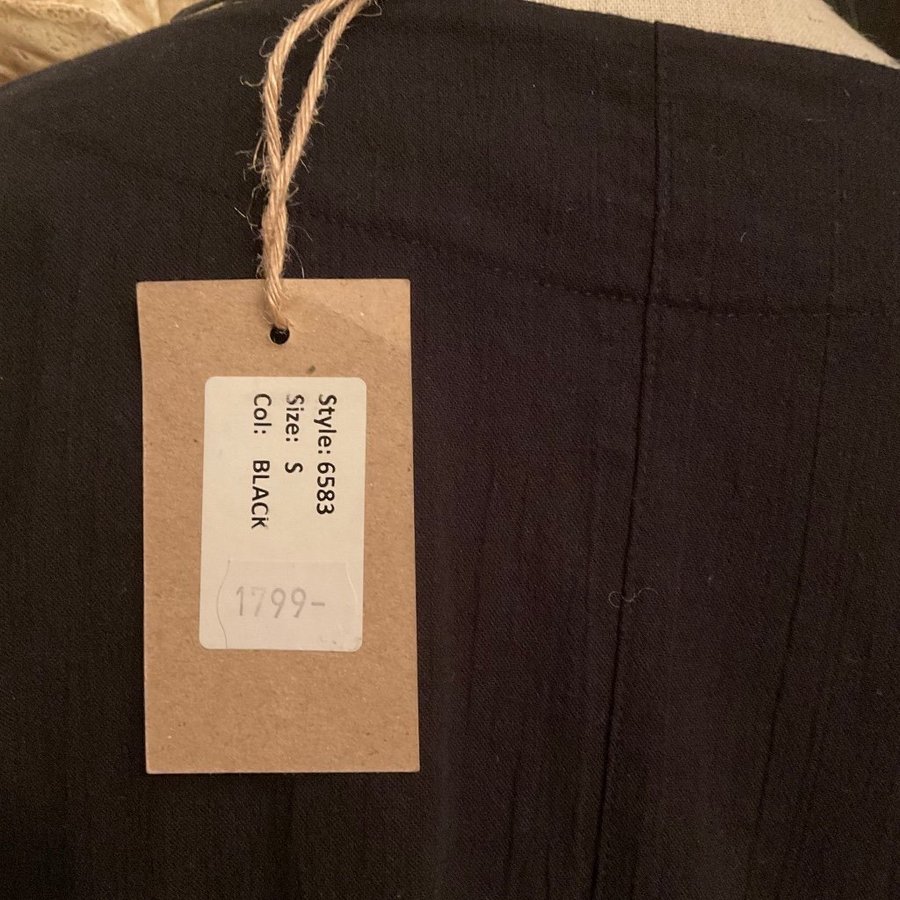 Style: 6583
Size: S
Col: BLACK
1799-